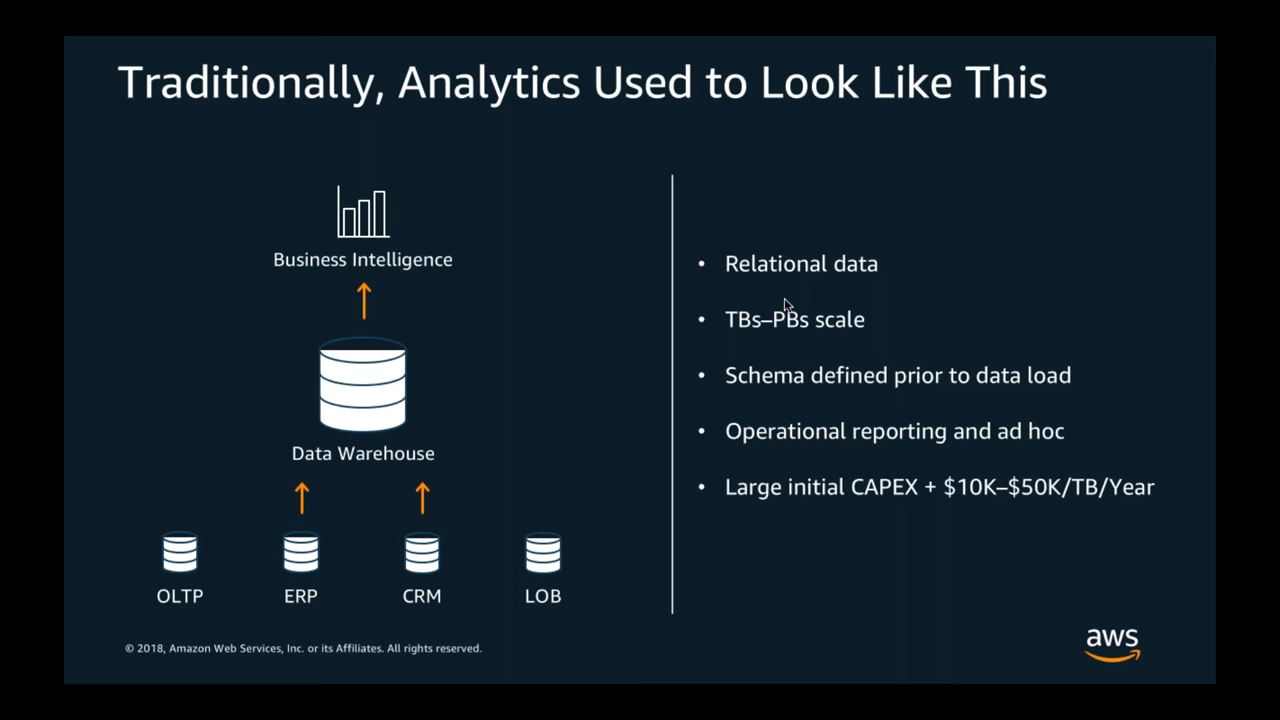 Traditionally, Analytics Used to Look Like This
Business Intelligence
Data Warehouse
OLTP
ERP
CRM
LOB
• Relational data
• TBs–PBs scale
• Schema defined prior to data load
• Operational reporting and ad hoc
• Large initial CAPEX + $10K–$50K/TB/Year
© 2018, Amazon Web Services, Inc. or its Affiliates. All rights reserved.
aws